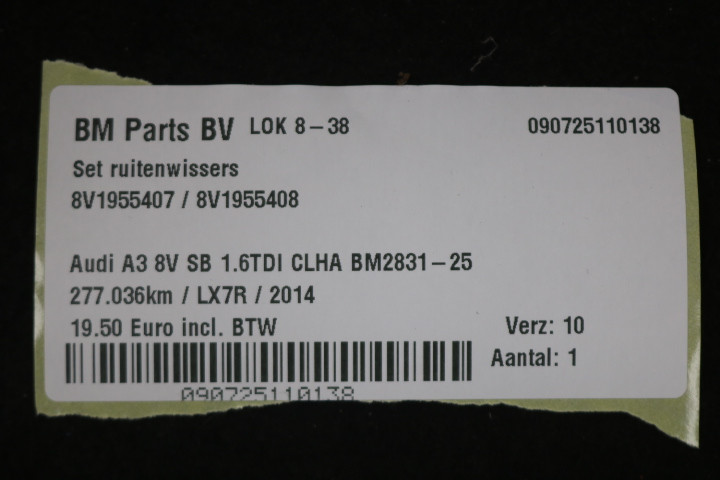 BM Parts BV LOK 8-38 090725110138
Set ruitenwissers
8V1955407 / 8V1955408
Audi A3 8V SB 1.6TDI CLHA BM2831-25
277.036km / LX7R / 2014
19.50 Euro incl. BTW Verz: 10
Aantal: 1
090725110138